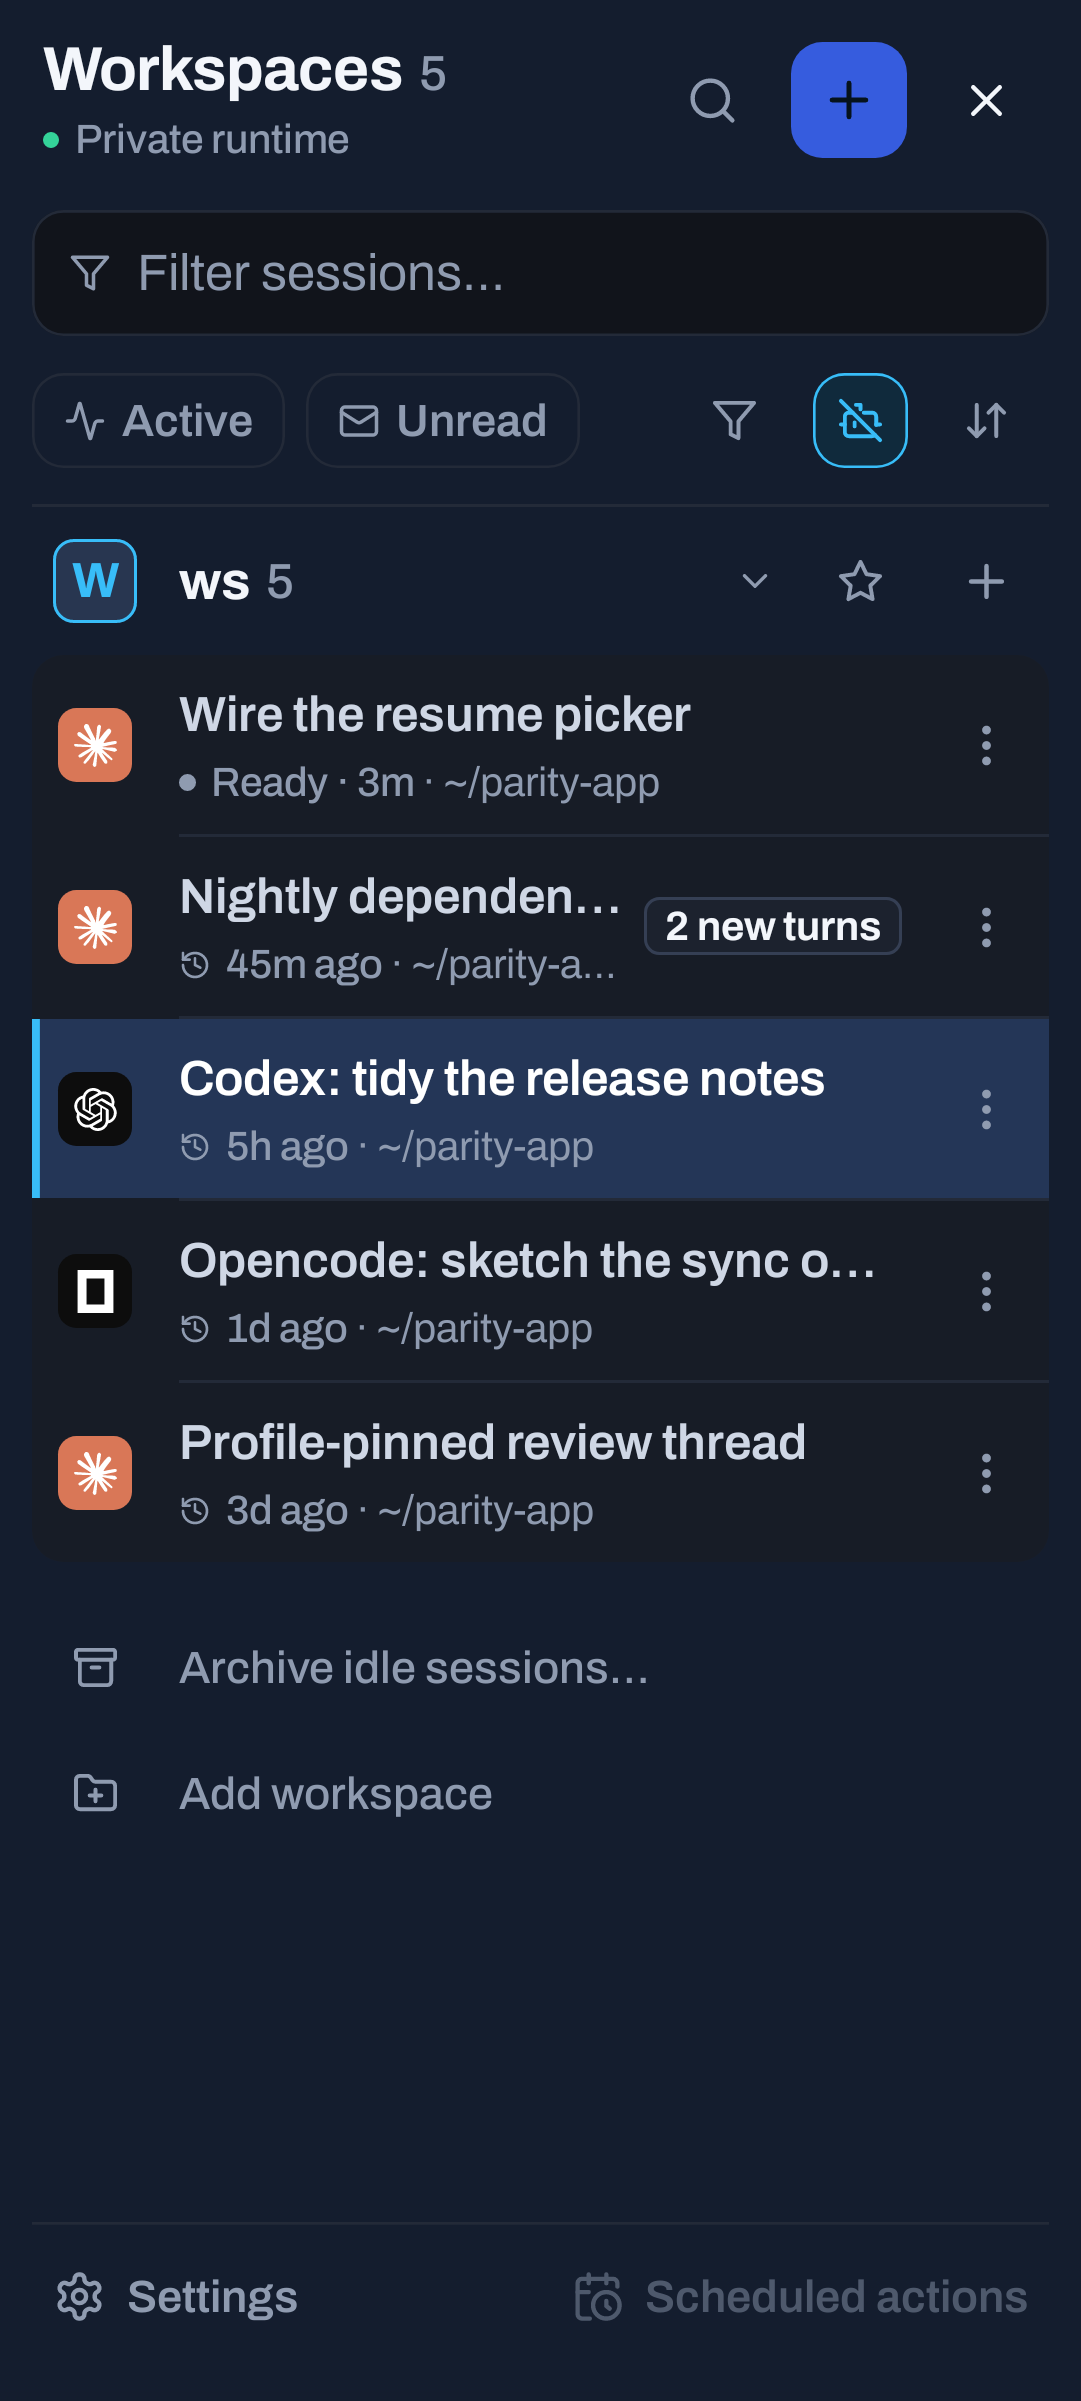 Workspaces 5
Private runtime
Filter sessions...
Active
Unread
W
ws 5
Wire the resume picker
Ready · 3m · ~/parity-app
Nightly dependen...
2 new turns
45m ago · ~/parity-a...
Codex: tidy the release notes
5h ago · ~/parity-app
Opencode: sketch the sync o...
1d ago · ~/parity-app
Profile-pinned review thread
3d ago · ~/parity-app
Archive idle sessions...
Add workspace
Settings
Scheduled actions